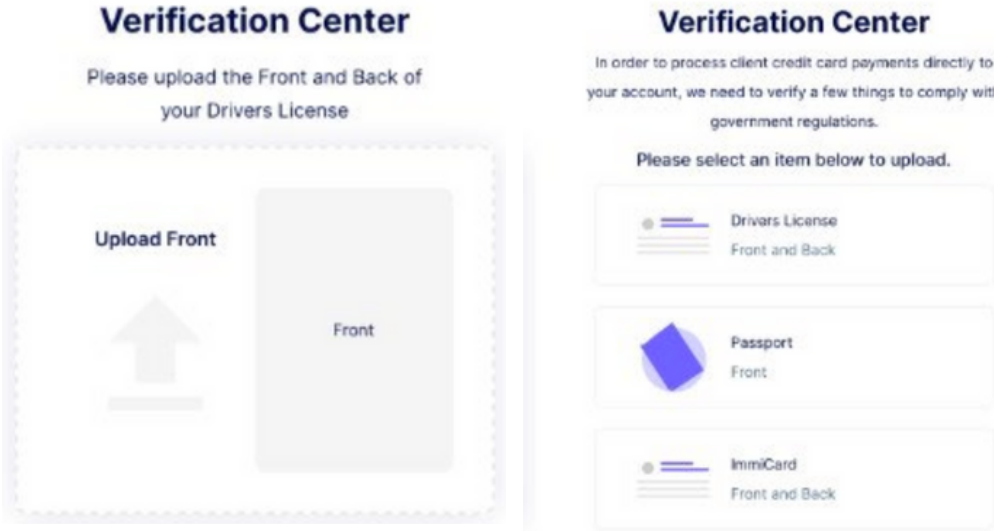 Verification Center
Please upload the Front and Back of
your Drivers License
Upload Front
Front
Verification Center
In order to process client credit card payments directly to
your account, we need to verify a few things to comply with
government regulations.
Please select an item below to upload.
Drivers License
Front and Back
Passport
Front
ImmiCard
Front and Back